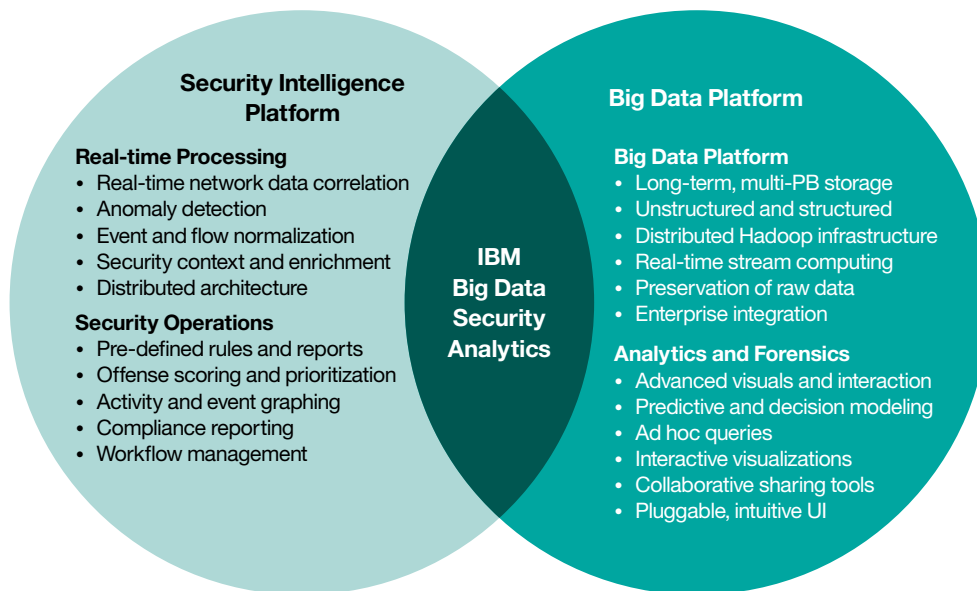 Security Intelligence
Platform
Real-time Processing
• Real-time network data correlation
• Anomaly detection
• Event and flow normalization
• Security context and enrichment
• Distributed architecture
Security Operations
• Pre-defined rules and reports
• Offense scoring and prioritization
• Activity and event graphing
• Compliance reporting
• Workflow management
IBM
Big Data
Security
Analytics
Big Data Platform
Big Data Platform
• Long-term, multi-PB storage
• Unstructured and structured
• Distributed Hadoop infrastructure
• Real-time stream computing
• Preservation of raw data
• Enterprise integration
Analytics and Forensics
• Advanced visuals and interaction
• Predictive and decision modeling
• Ad hoc queries
• Interactive visualizations
• Collaborative sharing tools
• Pluggable, intuitive UI